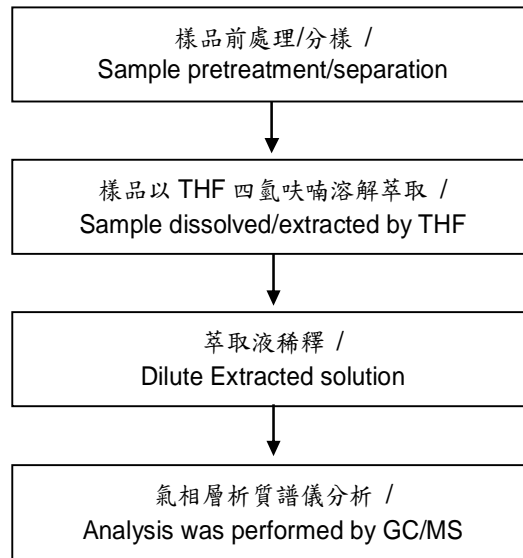 樣品前處理/分樣 /
Sample pretreatment/separation
樣品以 THF 四氫呋喃溶解萃取 /
Sample dissolved/extracted by THF
萃取液稀釋 /
Dilute Extracted solution
氣相層析質譜儀分析 /
Analysis was performed by GC/MS